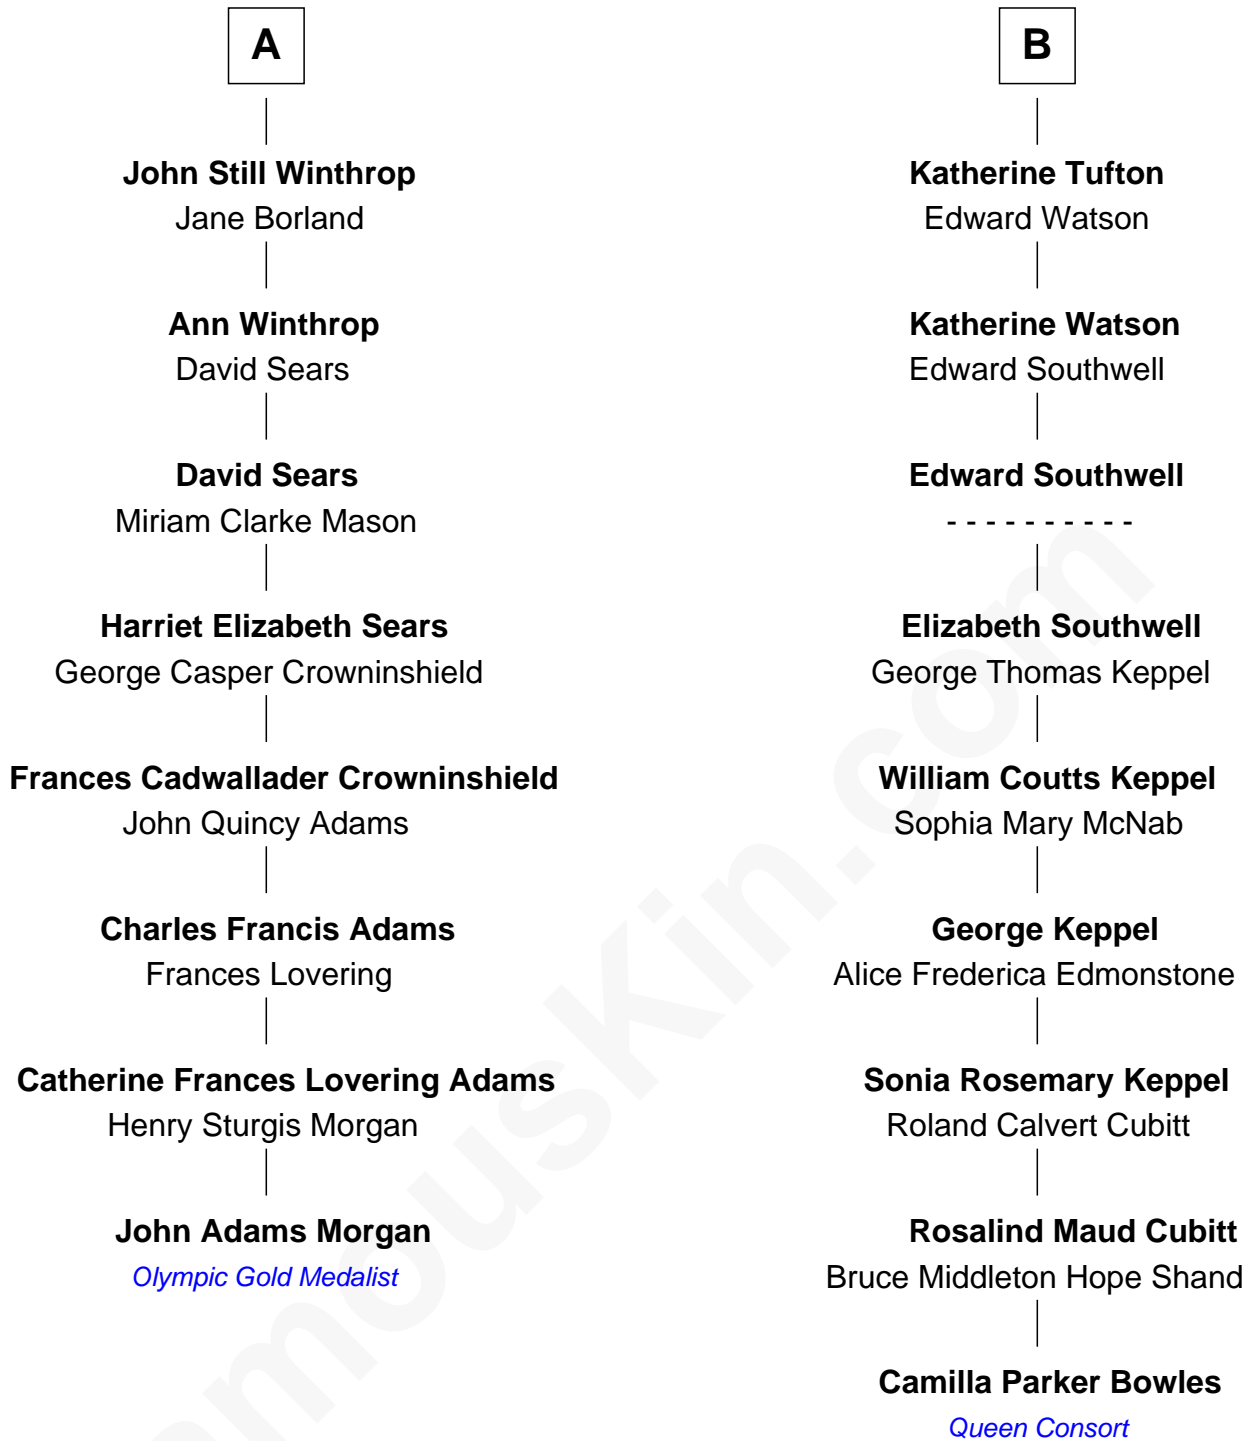 A
John Still Winthrop
Jane Borland
Ann Winthrop
David Sears
David Sears
Miriam Clarke Mason
Harriet Elizabeth Sears
George Casper Crowninshield
Frances Cadwallader Crowninshield
John Quincy Adams
Charles Francis Adams
Frances Lovering
Catherine Frances Lovering Adams
Henry Sturgis Morgan
John Adams Morgan
Olympic Gold Medalist
B
Katherine Tufton
Edward Watson
Katherine Watson
Edward Southwell
Edward Southwell
- - - - - - - - - -
Elizabeth Southwell
George Thomas Keppel
William Coutts Keppel
Sophia Mary McNab
George Keppel
Alice Frederica Edmonstone
Sonia Rosemary Keppel
Roland Calvert Cubitt
Rosalind Maud Cubitt
Bruce Middleton Hope Shand
Camilla Parker Bowles
Queen Consort
amousKin.com